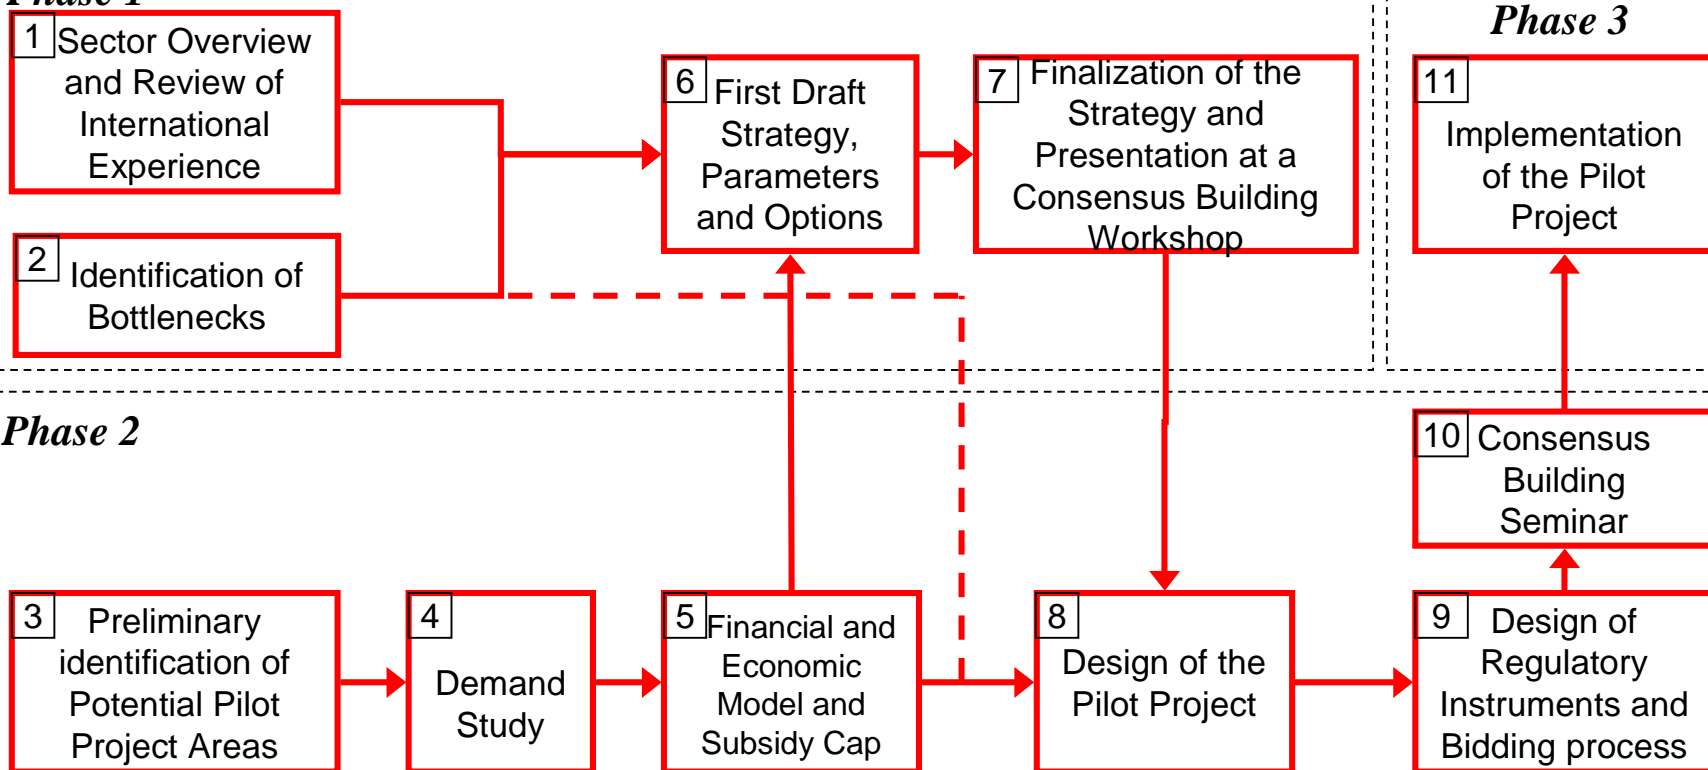 Phase 1
1 Sector Overview
and Review of
International
Experience
2 Identification of
Bottlenecks
6 First Draft
Strategy,
Parameters
and Options
7 Finalization of the
Strategy and
Presentation at a
Consensus Building
Workshop
Phase 3
11
Implementation
of the Pilot
Project
Phase 2
3 Preliminary
identification of
Potential Pilot
Project Areas
4
Demand
Study
5 Financial and
Economic
Model and
Subsidy Cap
8
Design of the
Pilot Project
9 Design of
Regulatory
Instruments and
Bidding process
10 Consensus
Building
Seminar